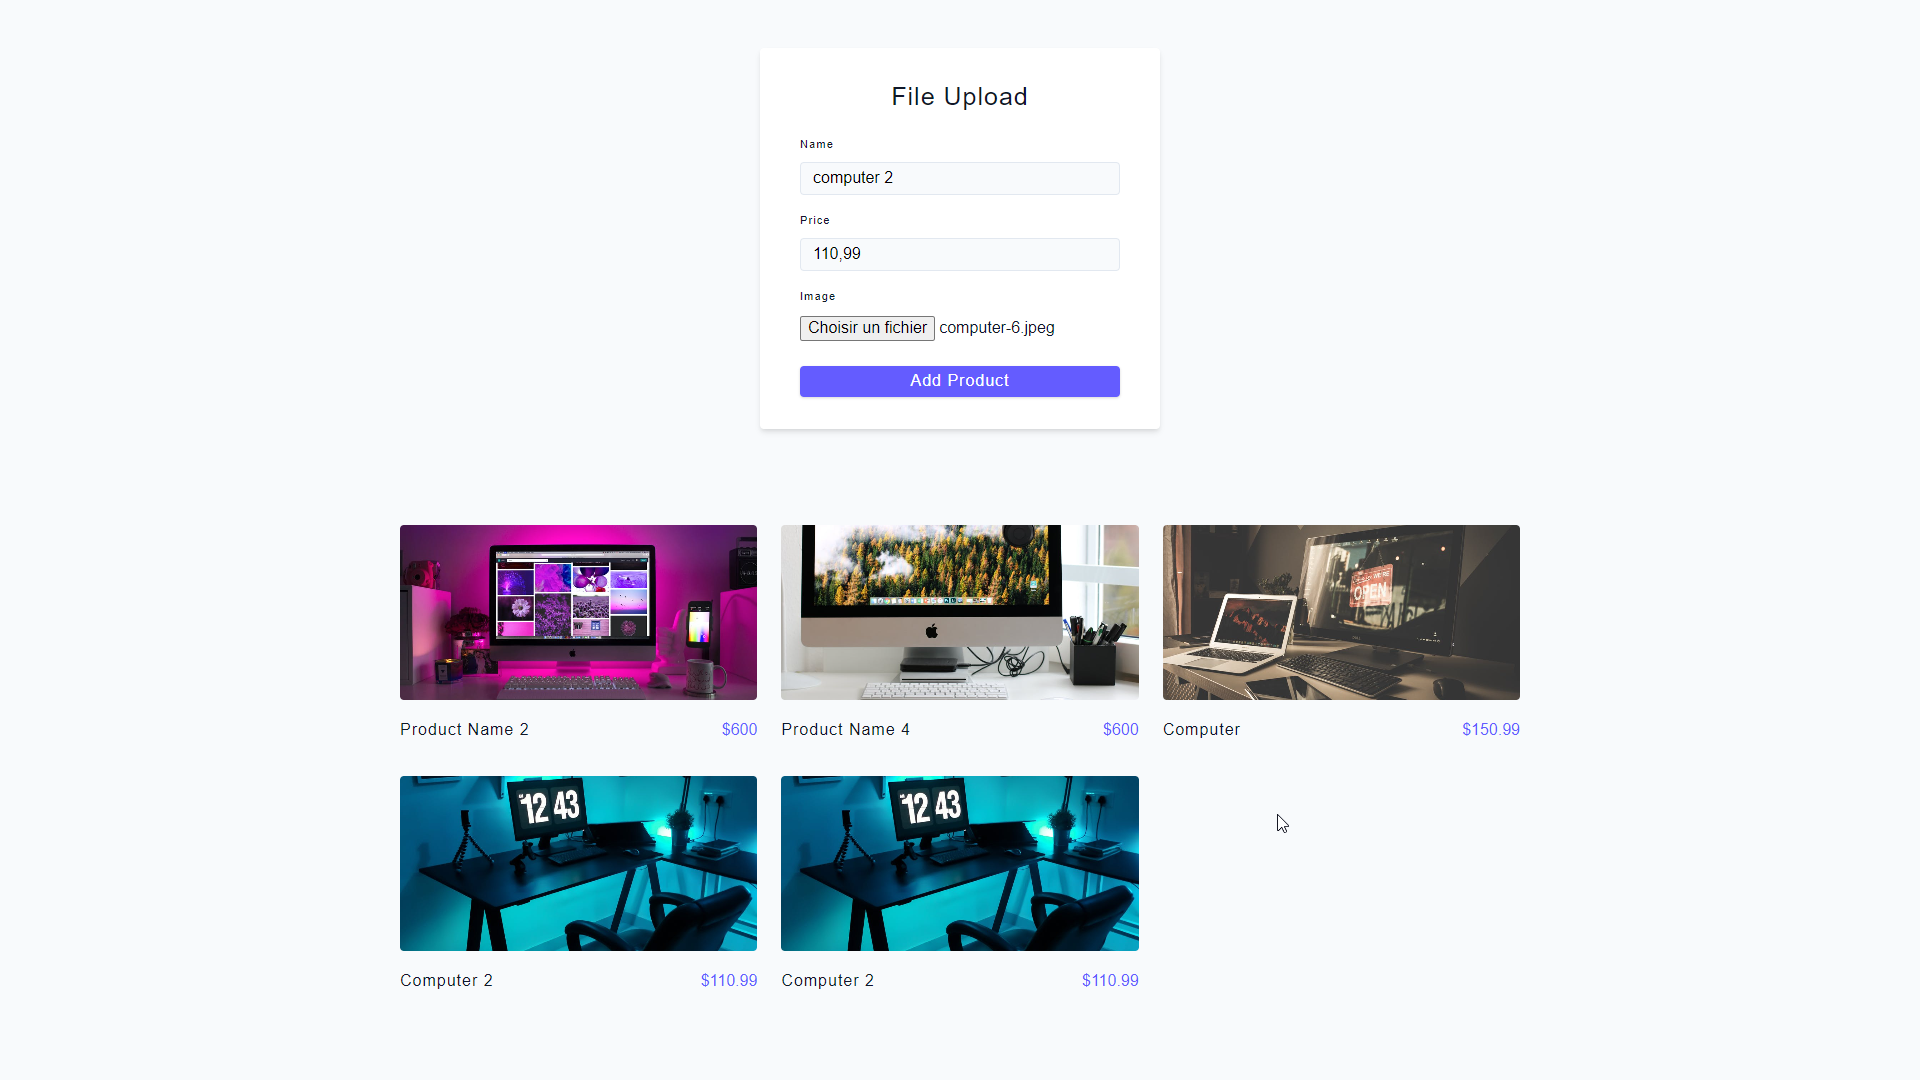 File Upload
Name
computer 2
Price
110,99
Image
Choisir un fichier computer-6.jpeg
Add Product
OPEN
Product Name 2 $600
Product Name 4 $600
Computer $150.99
12 43
12 43
Computer 2 $110.99
Computer 2 $110.99